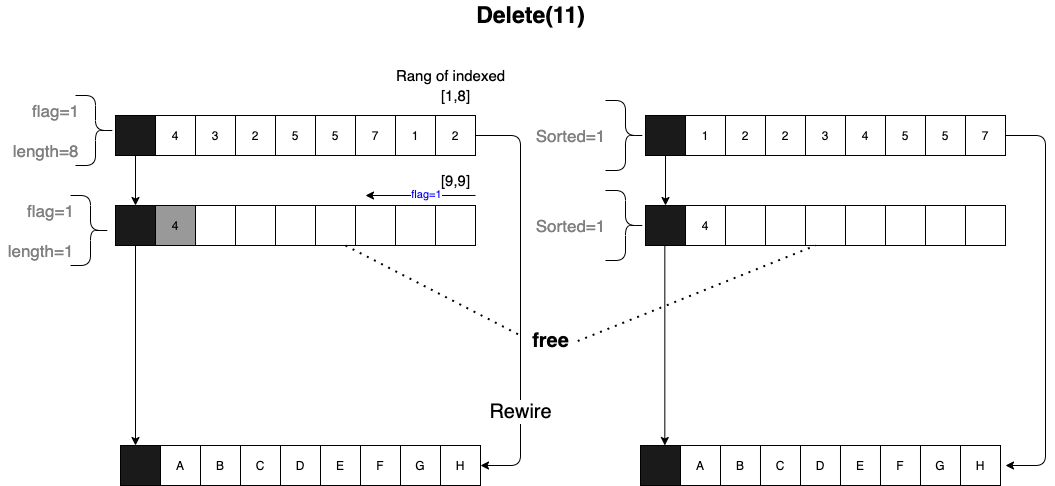 Delete(11)
Rang of indexed
[1,8]
flag=1
length=8
4 3 2 5 5 7 1 2
Sorted=1
1 2 2 3 4 5 5 7
[9,9]
flag=1
flag=1
length=1
4
Sorted=1
4
free
Rewire
A B C D E F G H
A B C D E F G H